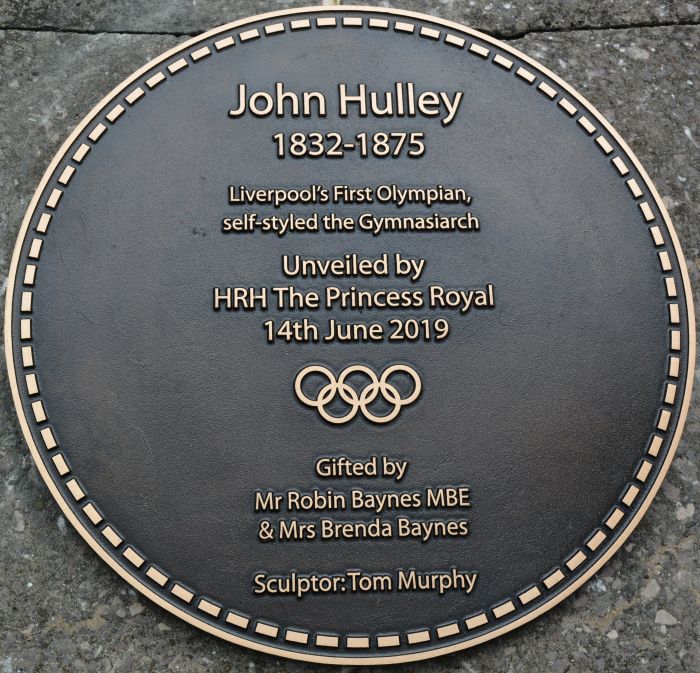 John Hulley
1832-1875
Liverpool's First Olympian,
self-styled the Gymnasiarch
Unveiled by
HRH The Princess Royal
14th June 2019
Gifted by
Mr Robin Baynes MBE
& Mrs Brenda Baynes
Sculptor: Tom Murphy